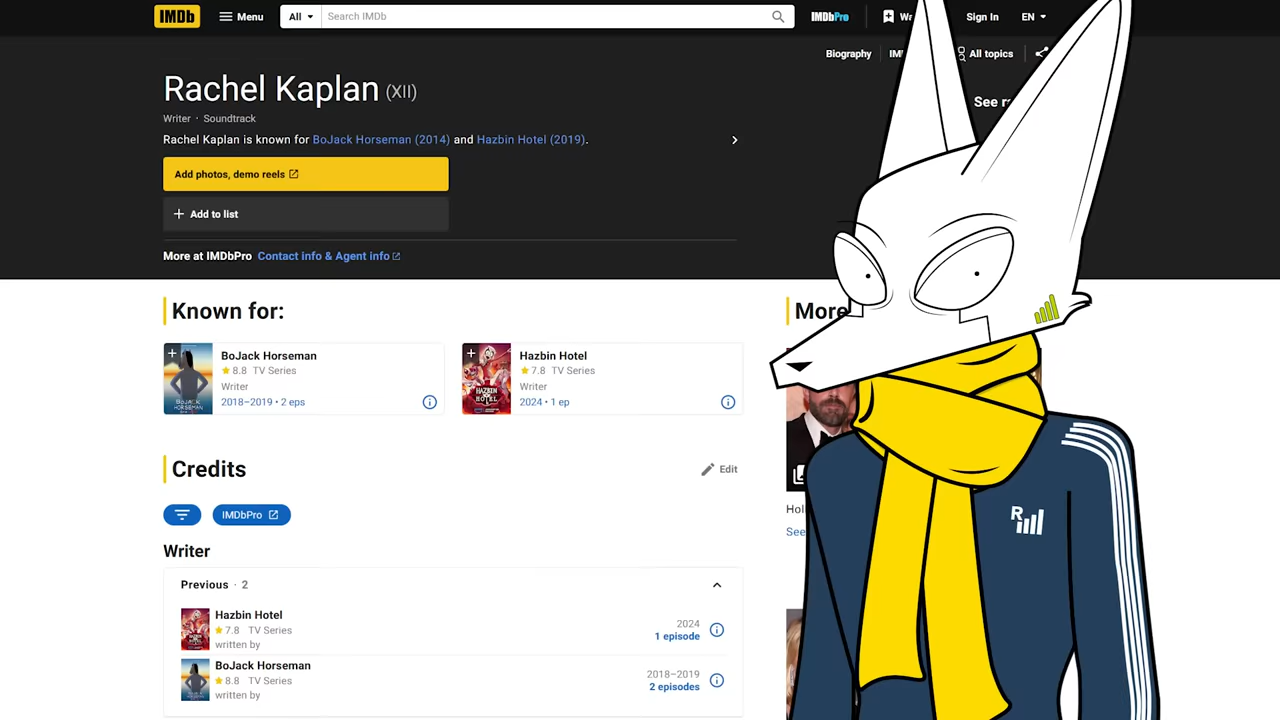 IMDb Menu All Search IMDb IMDbPro Sign In EN
Biography All topics
Rachel Kaplan (XII)
Writer · Soundtrack
Rachel Kaplan is known for BoJack Horseman (2014) and Hazbin Hotel (2019).
Add photos, demo reels
Add to list
More at IMDbPro Contact info & Agent info
Known for:
BoJack Horseman
8.8 TV Series
Writer
2018–2019 • 2 eps
Hazbin Hotel
7.8 TV Series
Writer
2024 • 1 ep
Credits
Edit
IMDbPro
Writer
Previous · 2
Hazbin Hotel
7.8 TV Series
written by
2024
1 episode
BoJack Horseman
8.8 TV Series
written by
2018–2019
2 episodes
See
More
See
R